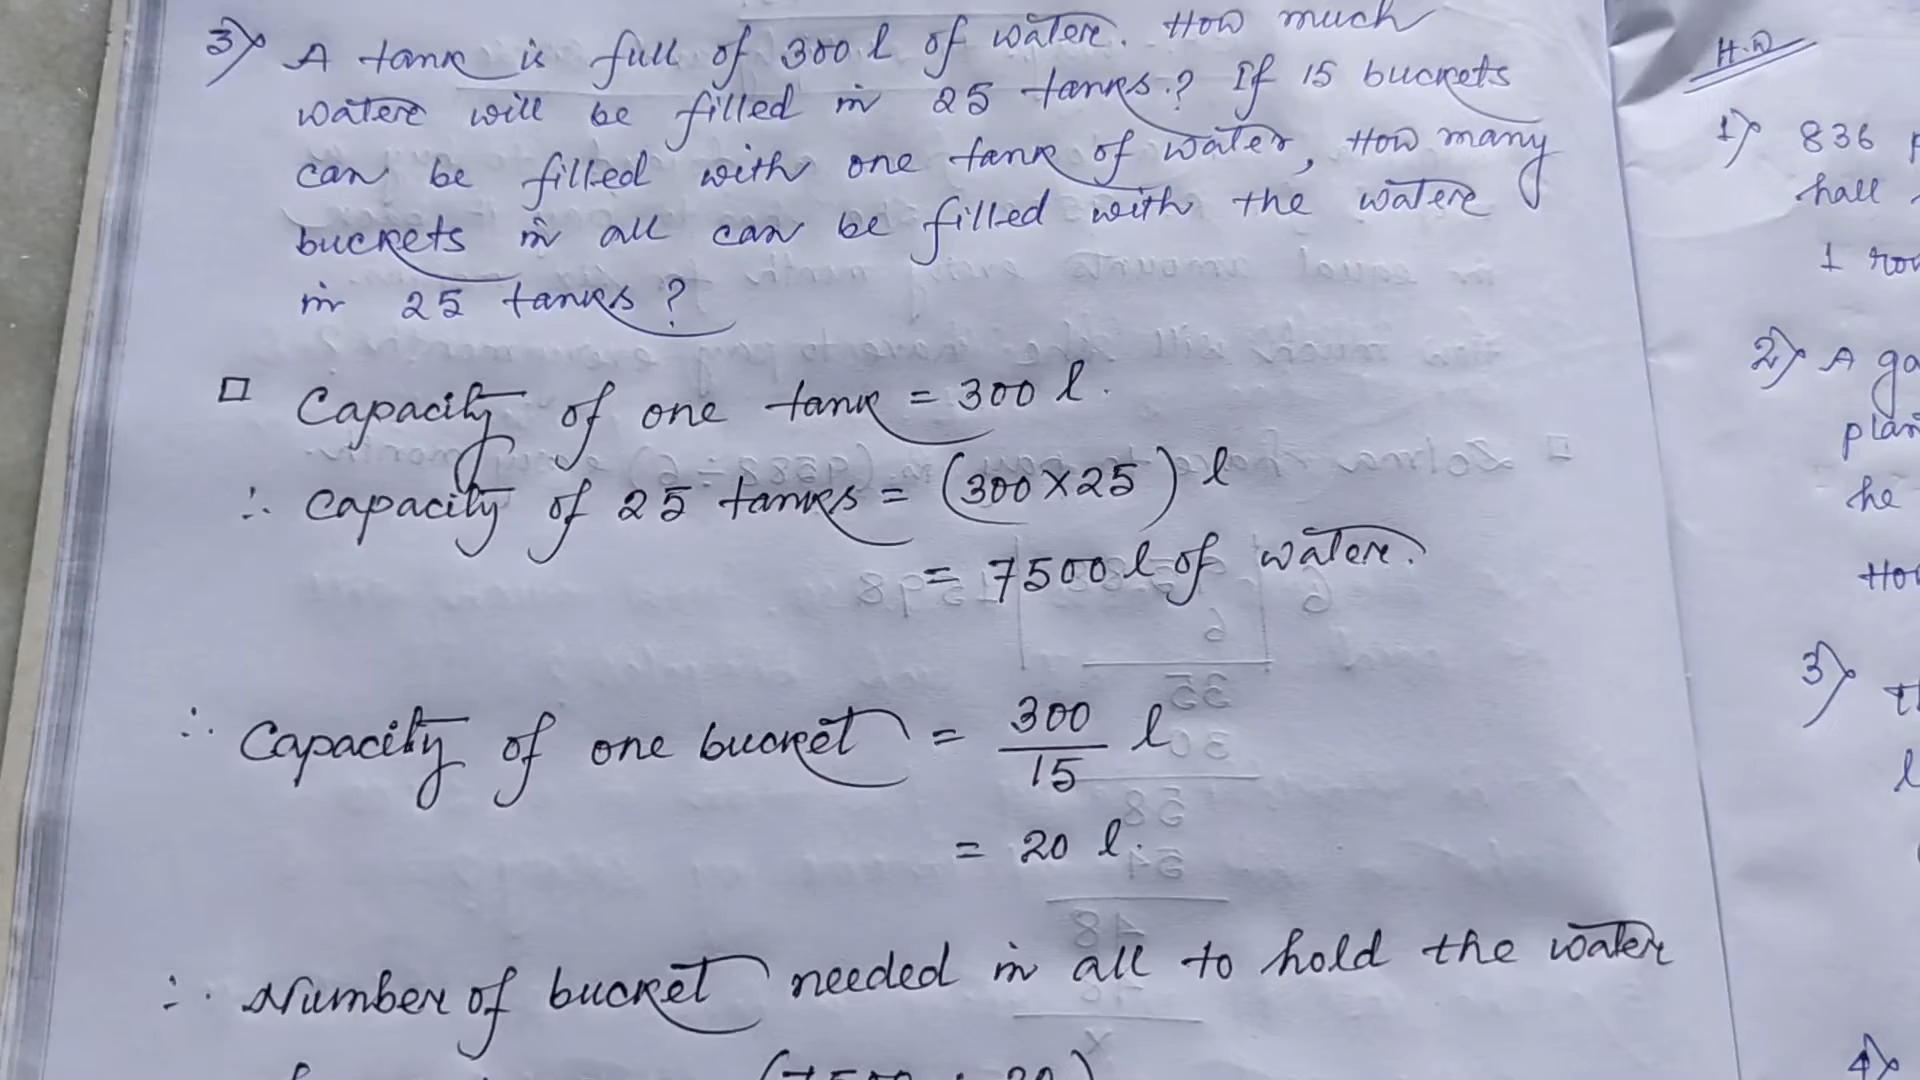 3) A tank is full of 300 l of water. How much
water will be filled in 25 tanks.? If 15 buckets
can be filled with one tank of water, How many
buckets in all can be filled with the water
in 25 tanks?
□ Capacity of one tank = 300 l.
∴ Capacity of 25 tanks = (300×25) l
= 7500 l of water.
∴ Capacity of one bucket = 300/15 l
= 20 l.
∴ Number of bucket needed in all to hold the water
H.W
1) 836
hall
1 row
2) A
he
3)
4)